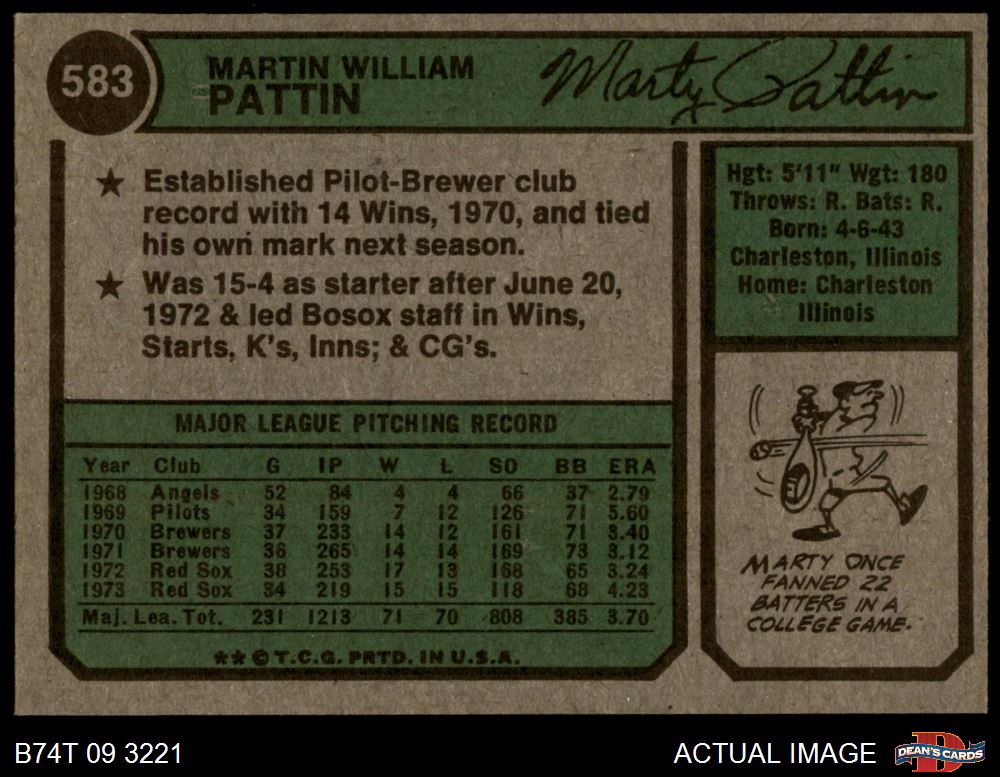 583
MARTIN WILLIAM
PATTIN
Marty Pattin
★ Established Pilot-Brewer club
record with 14 Wins, 1970, and tied
his own mark next season.
★ Was 15-4 as starter after June 20,
1972 & led Bosox staff in Wins,
Starts, K's, Inns; & CG's.
Hgt: 5'11" Wgt: 180
Throws: R. Bats: R.
Born: 4-6-43
Charleston, Illinois
Home: Charleston
Illinois
MAJOR LEAGUE PITCHING RECORD
Year Club G IP W L SO BB ERA
1968 Angels 52 84 4 4 66 37 2.79
1969 Pilots 34 159 7 12 126 71 5.60
1970 Brewers 37 233 14 12 161 71 3.40
1971 Brewers 36 265 14 14 169 73 3.12
1972 Red Sox 38 253 17 13 168 65 3.24
1973 Red Sox 34 219 15 15 118 68 4.23
Maj. Lea. Tot. 231 1213 71 70 808 385 3.70
★★ © T.C.G. PRTD. IN U.S.A.
MARTY ONCE
FANNED 22
BATTERS IN A
COLLEGE GAME.
B74T 09 3221
ACTUAL IMAGE
D
DEAN'S CARDS